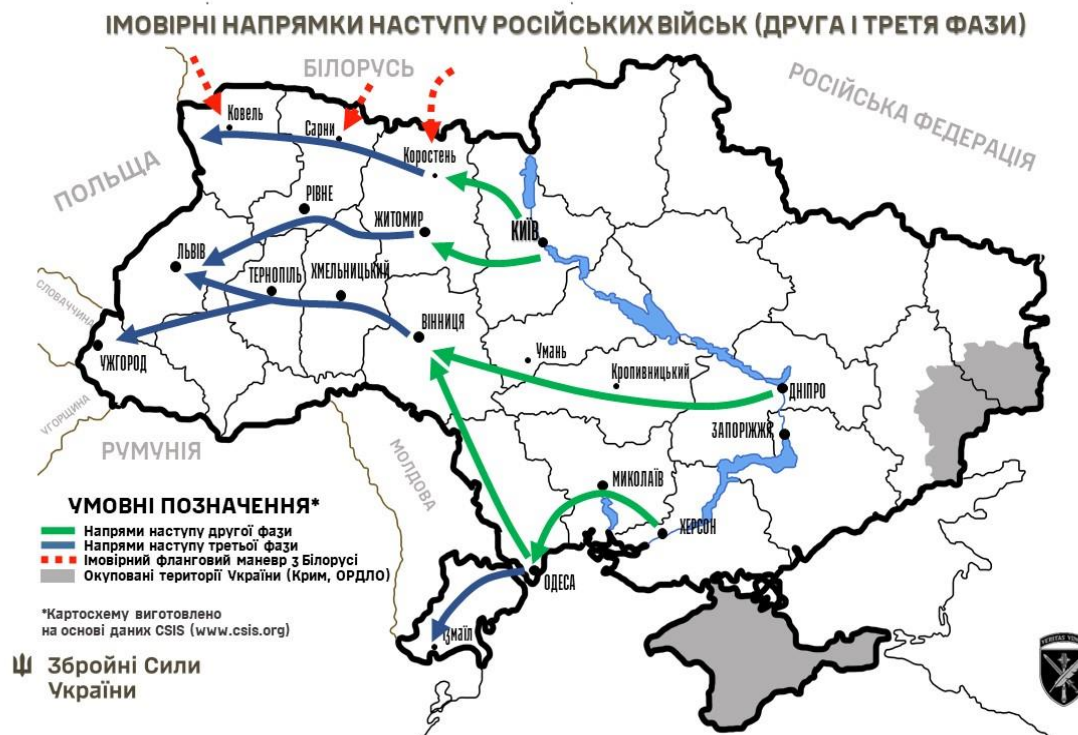 ІМОВІРНІ НАПРЯМКИ НАСТУПУ РОСІЙСЬКИХ ВІЙСЬК (ДРУГА І ТРЕТЯ ФАЗИ)
БІЛОРУСЬ
РОСІЙСЬКА ФЕДЕРАЦІЯ
ПОЛЬЩА
Ковель
Сарни
Коростень
РІВНЕ
ЖИТОМИР
КИЇВ
ЛЬВІВ
ТЕРНОПІЛЬ
ХМЕЛЬНИЦЬКИЙ
СЛОВАЧЧИНА
ВІННИЦЯ
УЖГОРОД
Умань
Кропивницький
ДНІПРО
УГОРЩИНА
РУМУНІЯ
МОЛДОВА
ЗАПОРІЖЖЯ
МИКОЛАЇВ
ХЕРСОН
ОДЕСА
Ізмаїл
УМОВНІ ПОЗНАЧЕННЯ*
Напрями наступу другої фази
Напрями наступу третьої фази
Імовірний фланговий маневр з Білорусі
Окуповані території України (Крим, ОРДЛО)
*Картосхему виготовлено
на основі даних CSIS (www.csis.org)
Збройні Сили
України